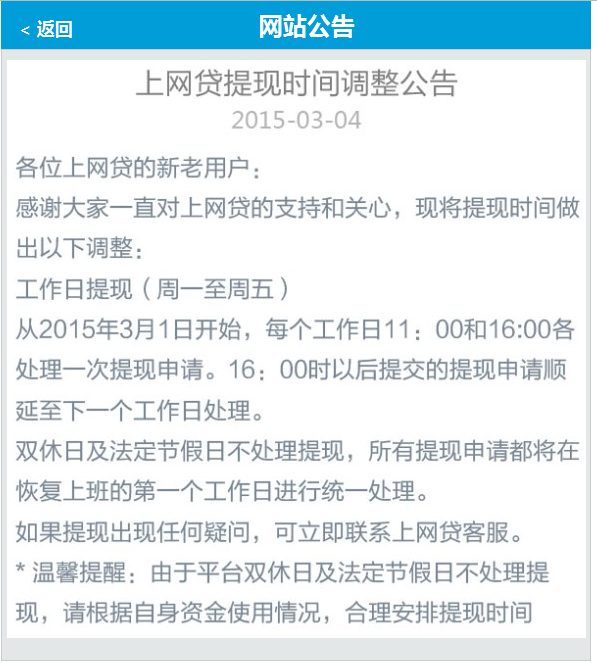 < 返回
网站公告
上网贷提现时间调整公告
2015-03-04
各位上网贷的新老用户：
感谢大家一直对上网贷的支持和关心，现将提现时间做
出以下调整：
工作日提现（周一至周五）
从2015年3月1日开始，每个工作日11：00和16:00各
处理一次提现申请。16：00时以后提交的提现申请顺
延至下一个工作日处理。
双休日及法定节假日不处理提现，所有提现申请都将在
恢复上班的第一个工作日进行统一处理。
如果提现出现任何疑问，可立即联系上网贷客服。
* 温馨提醒：由于平台双休日及法定节假日不处理提
现，请根据自身资金使用情况，合理安排提现时间